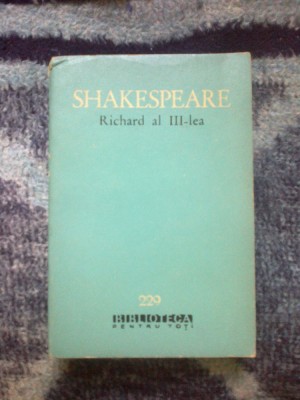 SHAKESPEARE
Richard al III-lea
229
BIBLIOTECA
PENTRU TOȚI